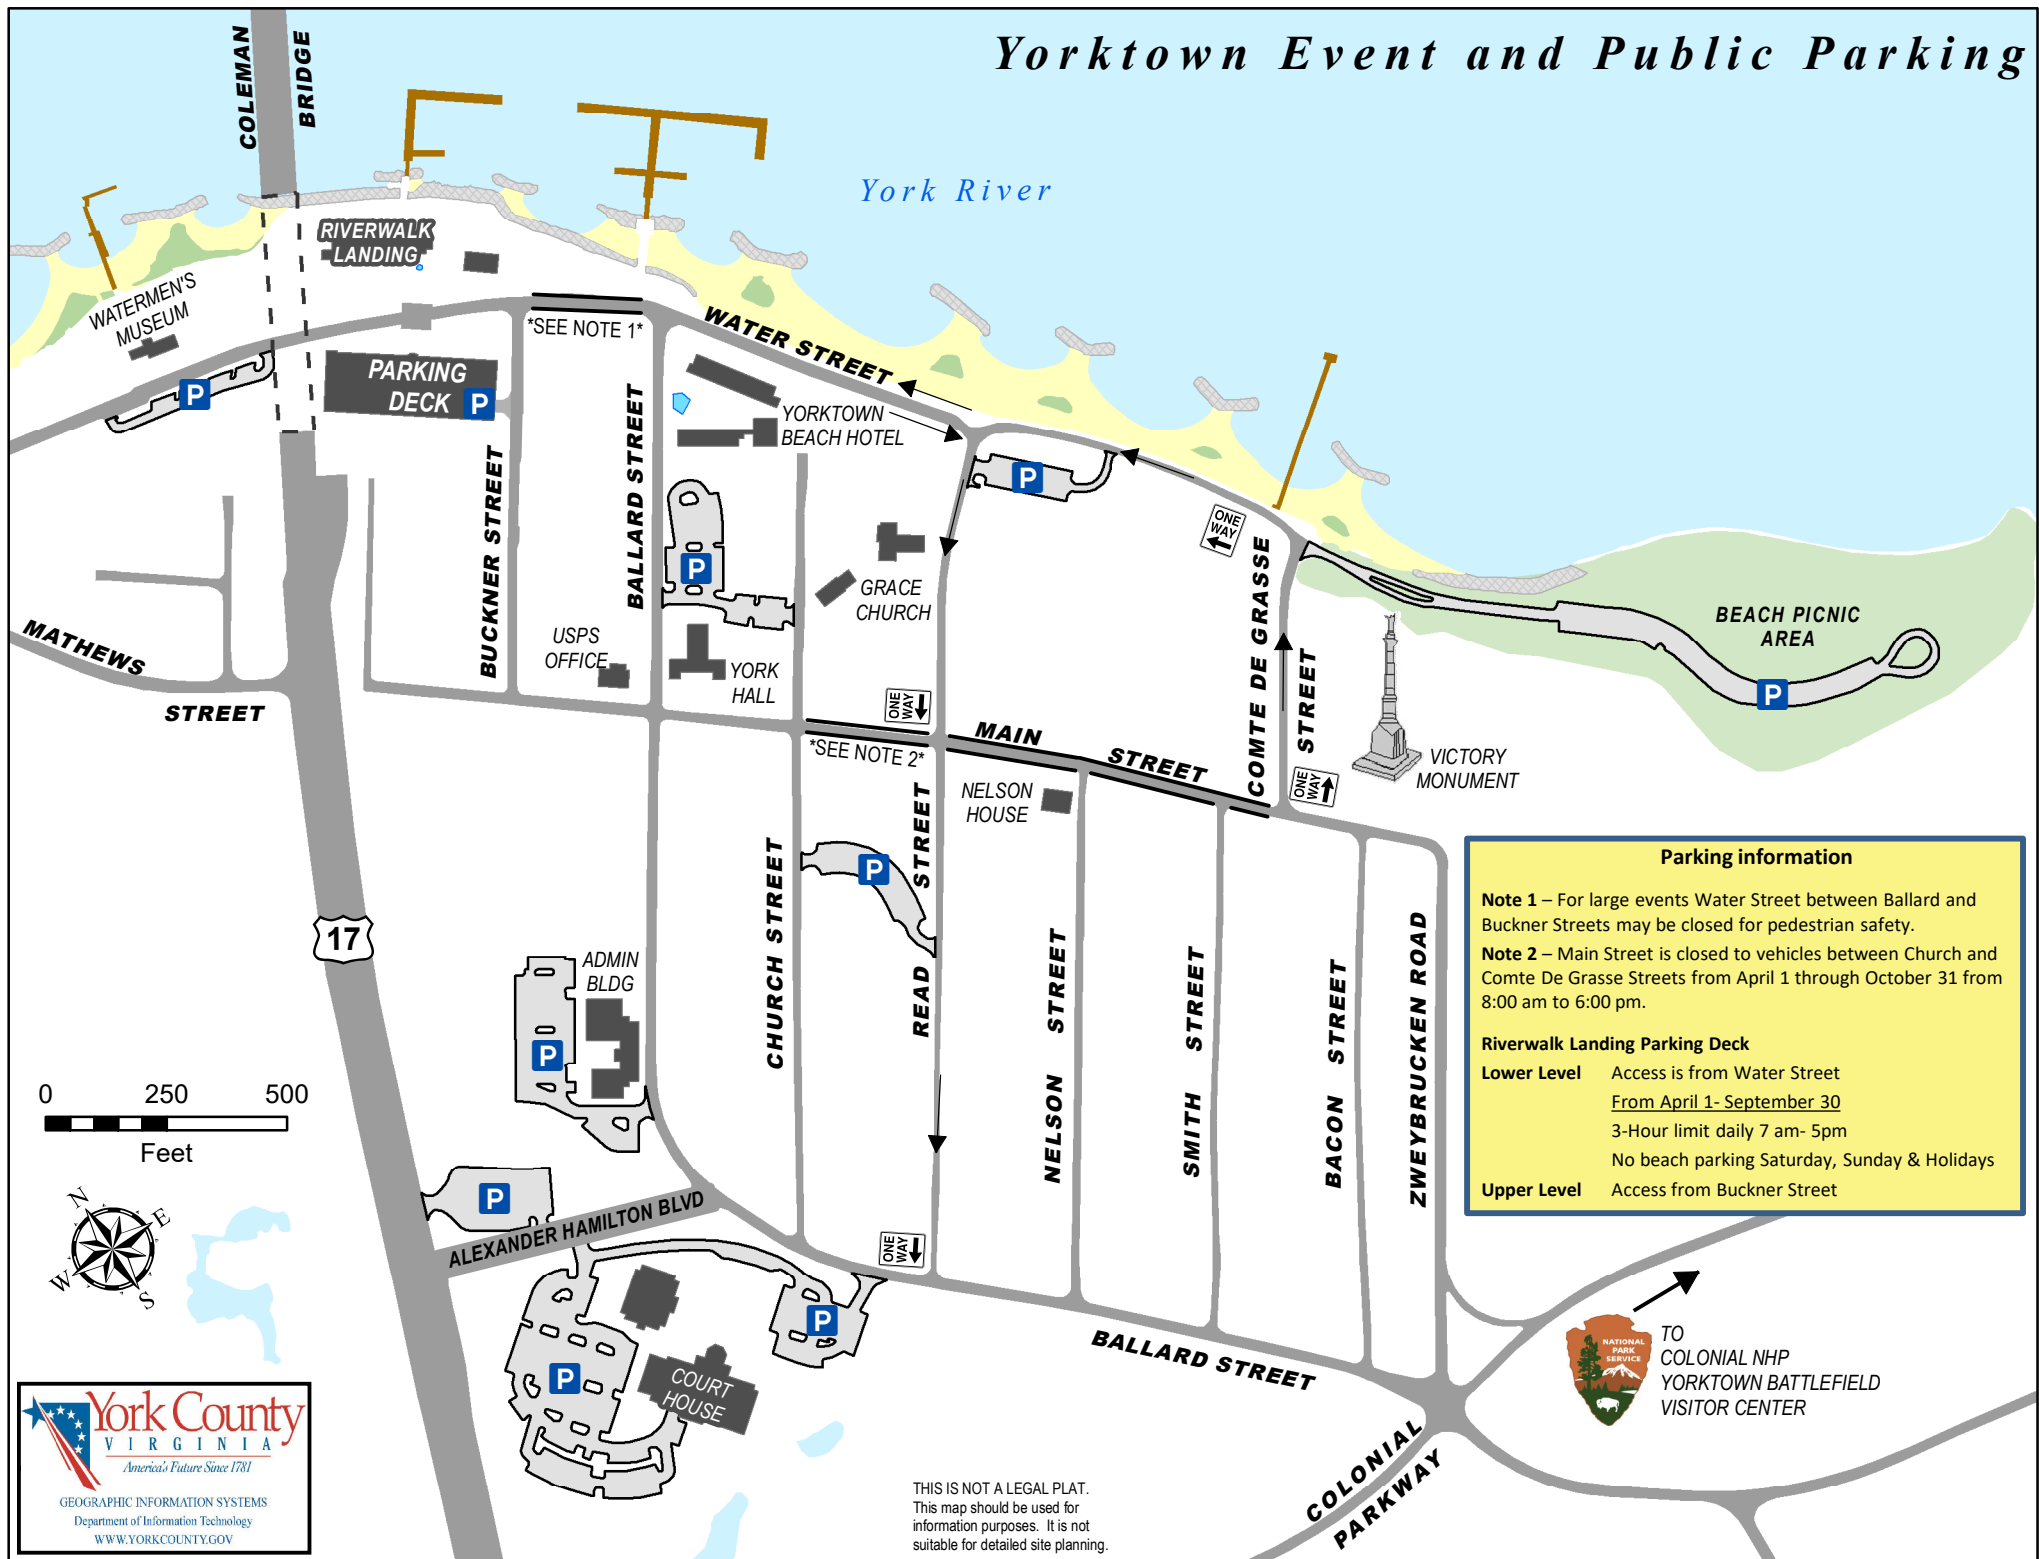 Yorktown Event and Public Parking
COLEMAN
BRIDGE
York River
RIVERWALK
LANDING
WATERMEN'S
MUSEUM
*SEE NOTE 1*
WATER STREET
PARKING
DECK
P
P
YORKTOWN
BEACH HOTEL
BUCKNER STREET
BALLARD STREET
P
P
ONE
WAY
COMTE DE GRASSE
STREET
GRACE
CHURCH
BEACH PICNIC
AREA
P
MATHEWS
STREET
USPS
OFFICE
YORK
HALL
ONE
WAY
MAIN
STREET
*SEE NOTE 2*
VICTORY
MONUMENT
ONE
WAY
NELSON
HOUSE
P
CHURCH STREET
READ STREET
NELSON STREET
SMITH STREET
BACON STREET
ZWEYBRUCKEN ROAD
17
ADMIN
BLDG
P
Parking information
Note 1 – For large events Water Street between Ballard and
Buckner Streets may be closed for pedestrian safety.
Note 2 – Main Street is closed to vehicles between Church and
Comte De Grasse Streets from April 1 through October 31 from
8:00 am to 6:00 pm.
Riverwalk Landing Parking Deck
Lower Level Access is from Water Street
From April 1- September 30
3-Hour limit daily 7 am- 5pm
No beach parking Saturday, Sunday & Holidays
Upper Level Access from Buckner Street
0 250 500
Feet
N
E
W
S
P
ALEXANDER HAMILTON BLVD
ONE
WAY
P
P
COURT
HOUSE
BALLARD STREET
NATIONAL
PARK
SERVICE
TO
COLONIAL NHP
YORKTOWN BATTLEFIELD
VISITOR CENTER
COLONIAL
PARKWAY
York County
VIRGINIA
America's Future Since 1781
GEOGRAPHIC INFORMATION SYSTEMS
Department of Information Technology
WWW.YORKCOUNTY.GOV
THIS IS NOT A LEGAL PLAT.
This map should be used for
information purposes. It is not
suitable for detailed site planning.